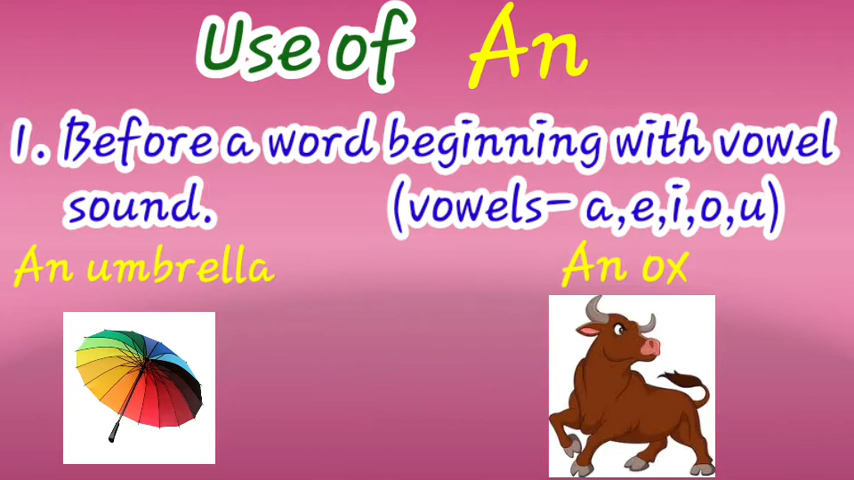 Use of An
1. Before a word beginning with vowel
sound. (vowels- a,e,i,o,u)
An umbrella An ox